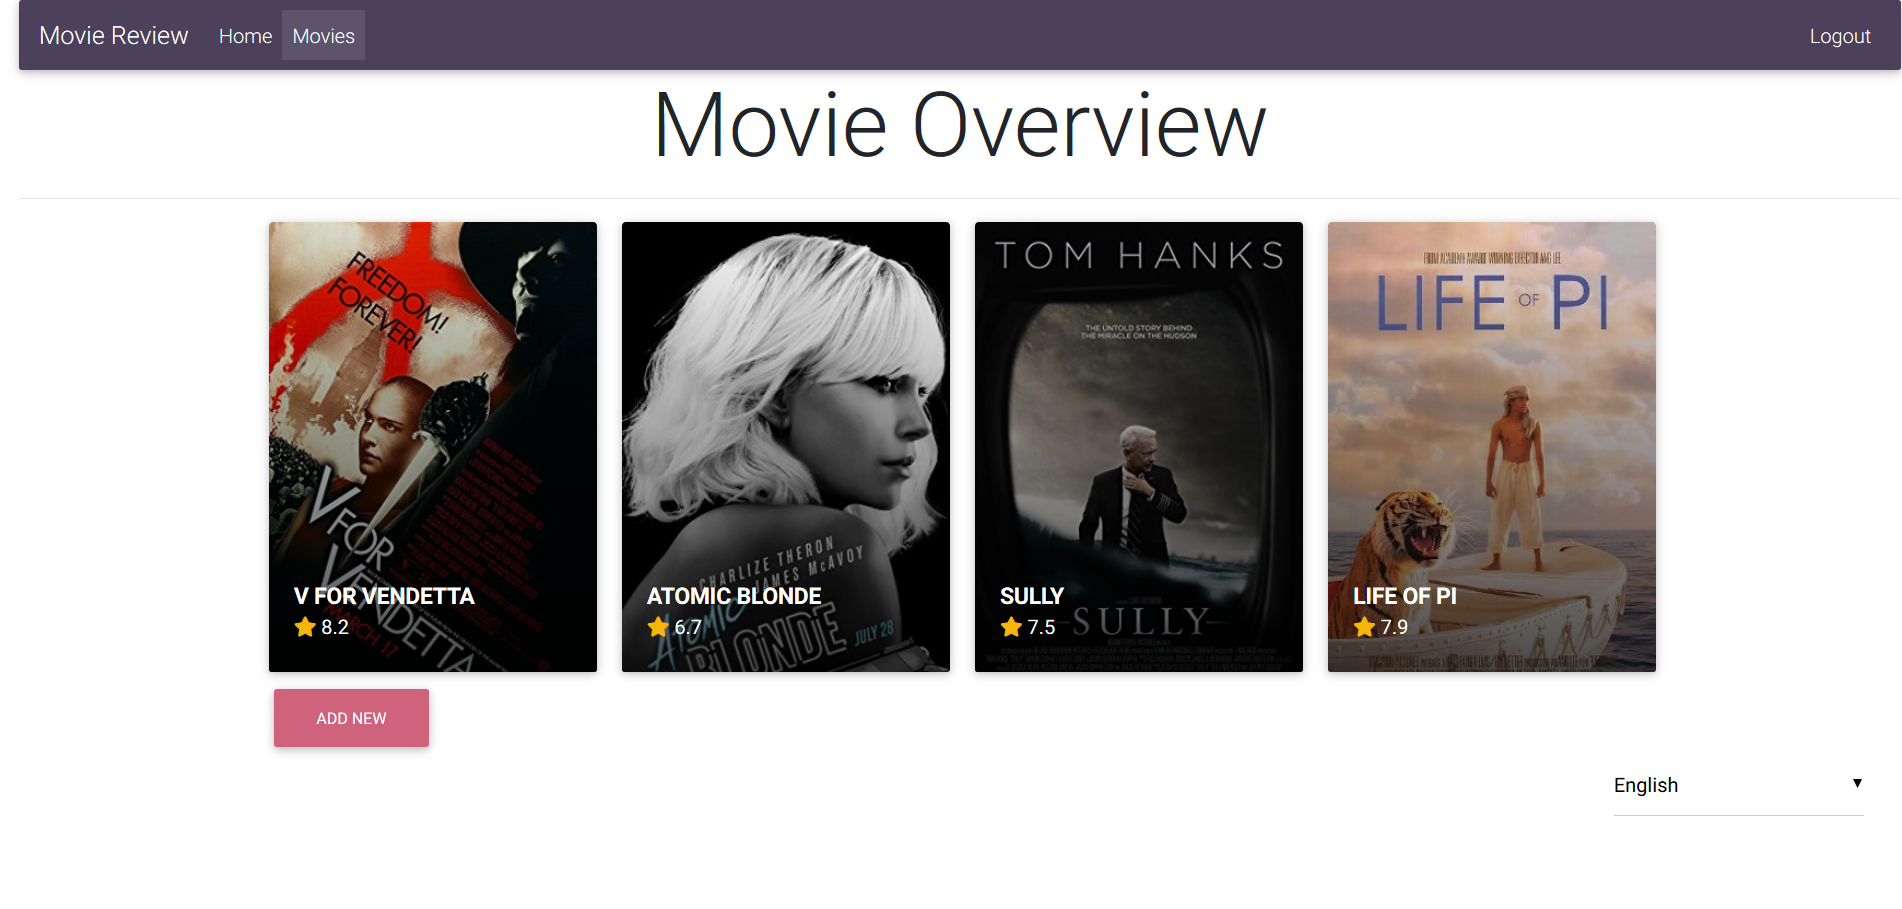 Movie Review Home Movies Logout
Movie Overview
FREEDOM!
FOREVER!
V FOR
VENDETTA
MARCH 17
V FOR VENDETTA
8.2
CHARLIZE THERON
JAMES McAVOY
ATOMIC
BLONDE
JULY 28
ATOMIC BLONDE
6.7
TOM HANKS
THE UNTOLD STORY BEHIND
THE MIRACLE ON THE HUDSON
SULLY
SULLY
7.5
FROM ACADEMY AWARD WINNING DIRECTOR ANG LEE
LIFE OF PI
LIFE OF PI
7.9
ADD NEW
English